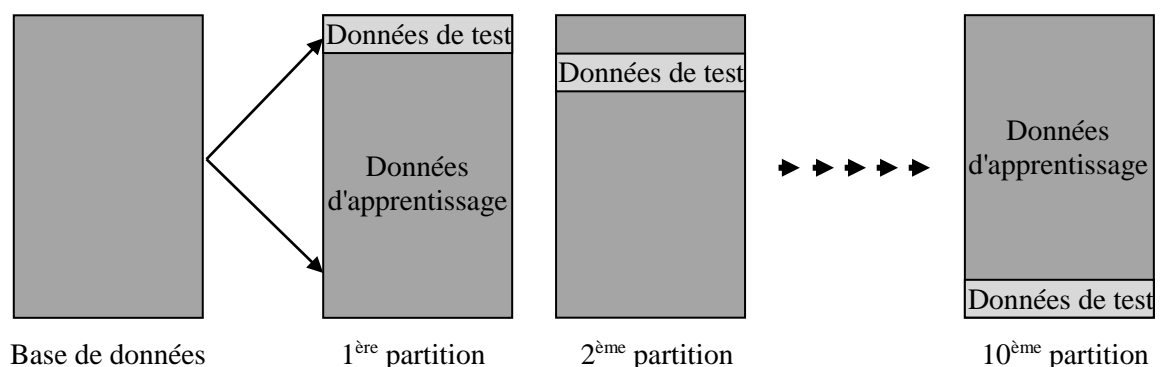 Données de test
Données
d'apprentissage
Données de test
Données
d'apprentissage
Données de test
Base de données
1ère partition
2ème partition
10ème partition